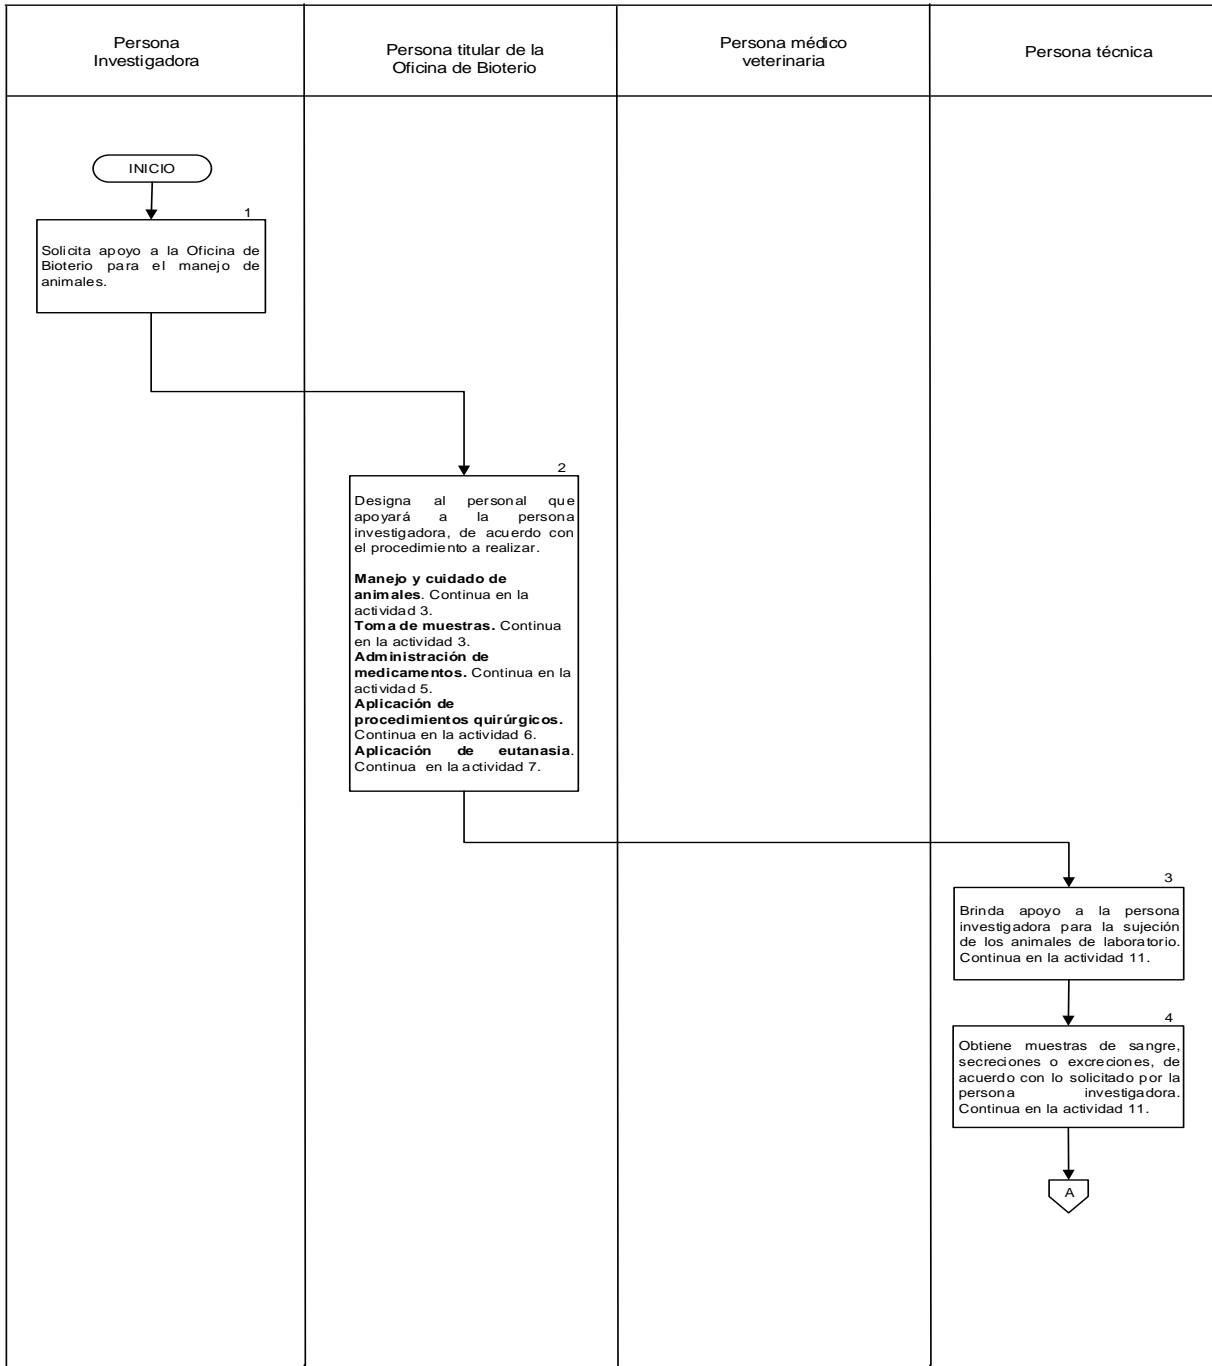 Persona
Investigadora
Persona titular de la
Oficina de Bioterio
Persona médico
veterinaria
Persona técnica
INICIO
1
Solicita apoyo a la Oficina de
Bioterio para el manejo de
animales.
2
Designa al personal que
apoyará a la persona
investigadora, de acuerdo con
el procedimiento a realizar.
Manejo y cuidado de
animales. Continua en la
actividad 3.
Toma de muestras. Continua
en la actividad 3.
Administración de
medicamentos. Continua en la
actividad 5.
Aplicación de
procedimientos quirúrgicos.
Continua en la actividad 6.
Aplicación de eutanasia.
Continua en la actividad 7.
3
Brinda apoyo a la persona
investigadora para la sujeción
de los animales de laboratorio.
Continua en la actividad 11.
4
Obtiene muestras de sangre,
secreciones o excreciones, de
acuerdo con lo solicitado por la
persona investigadora.
Continua en la actividad 11.
A